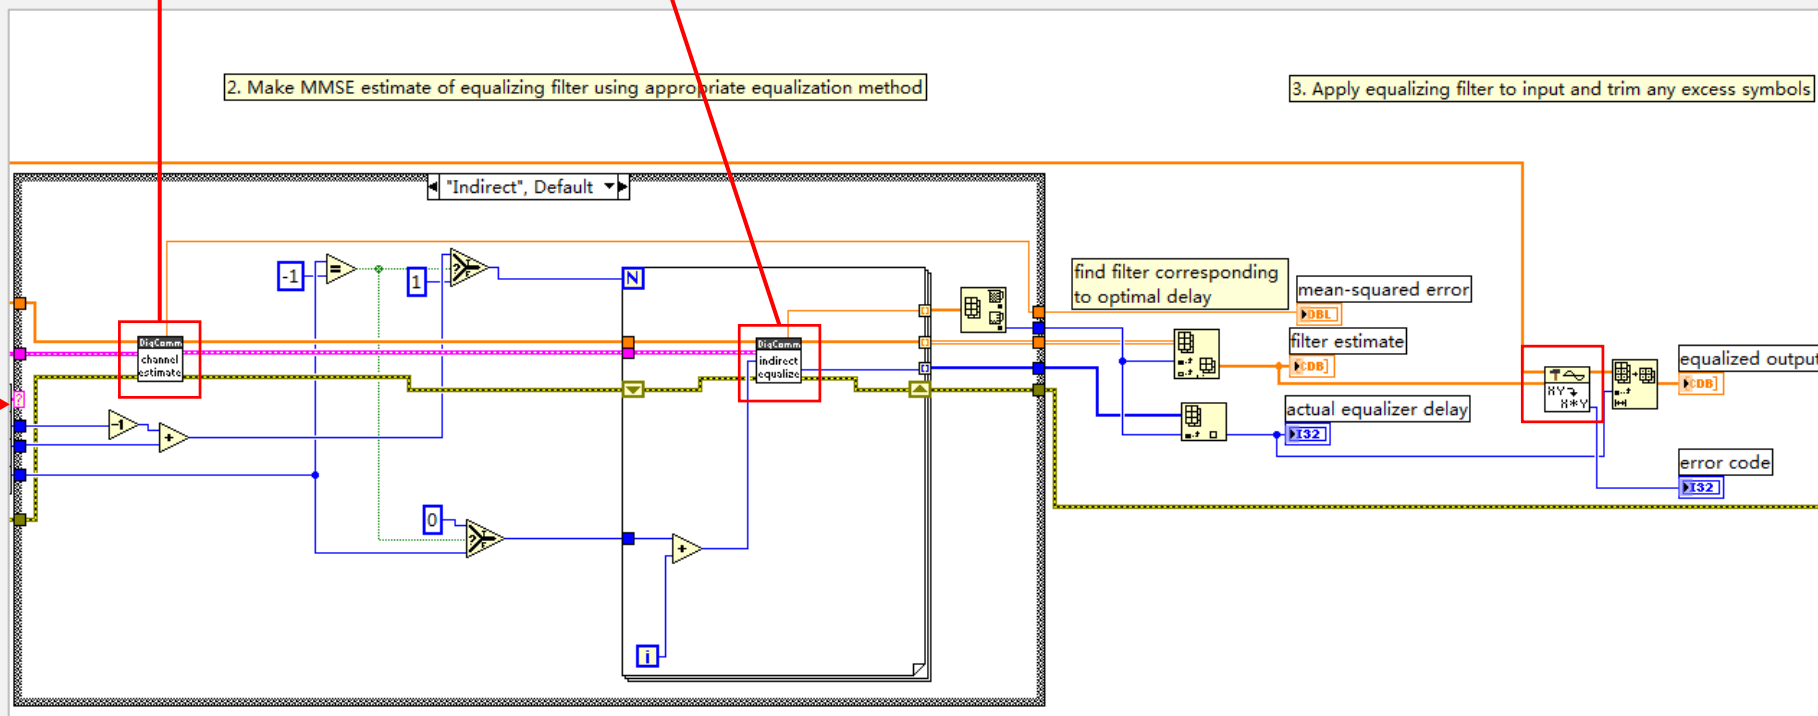 2. Make MMSE estimate of equalizing filter using appropriate equalization method
3. Apply equalizing filter to input and trim any excess symbols
"Indirect", Default
-1
=
1
?
T
F
N
find filter corresponding
to optimal delay
mean-squared error
DBL
DigComm
channel
estimate
DigComm
indirect
equalize
filter estimate
CDB]
equalized output
CDB]
XY
X*Y
?
-1
+
actual equalizer delay
I32
error code
I32
0
?
T
F
+
i